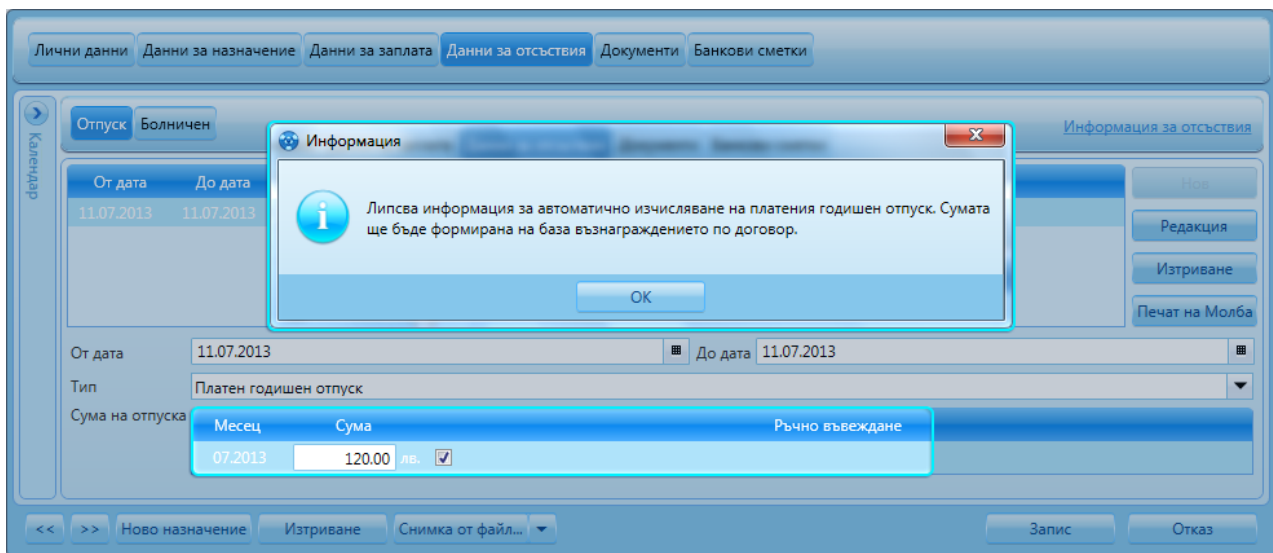 Лични данни Данни за назначение Данни за заплата Данни за отсъствия Документи Банкови сметки
Календар
Отпуск Болничен
Информация за отсъствия
Информация
Липсва информация за автоматично изчисляване на платения годишен отпуск. Сумата
ще бъде формирана на база възнаграждението по договор.
OK
От дата До дата
11.07.2013 11.07.2013
Нов
Редакция
Изтриване
Печат на Молба
От дата 11.07.2013 До дата 11.07.2013
Тип Платен годишен отпуск
Сума на отпуска
Месец Сума Ръчно въвеждане
07.2013 120.00 лв.
<< >> Ново назначение Изтриване Снимка от файл... Запис Отказ